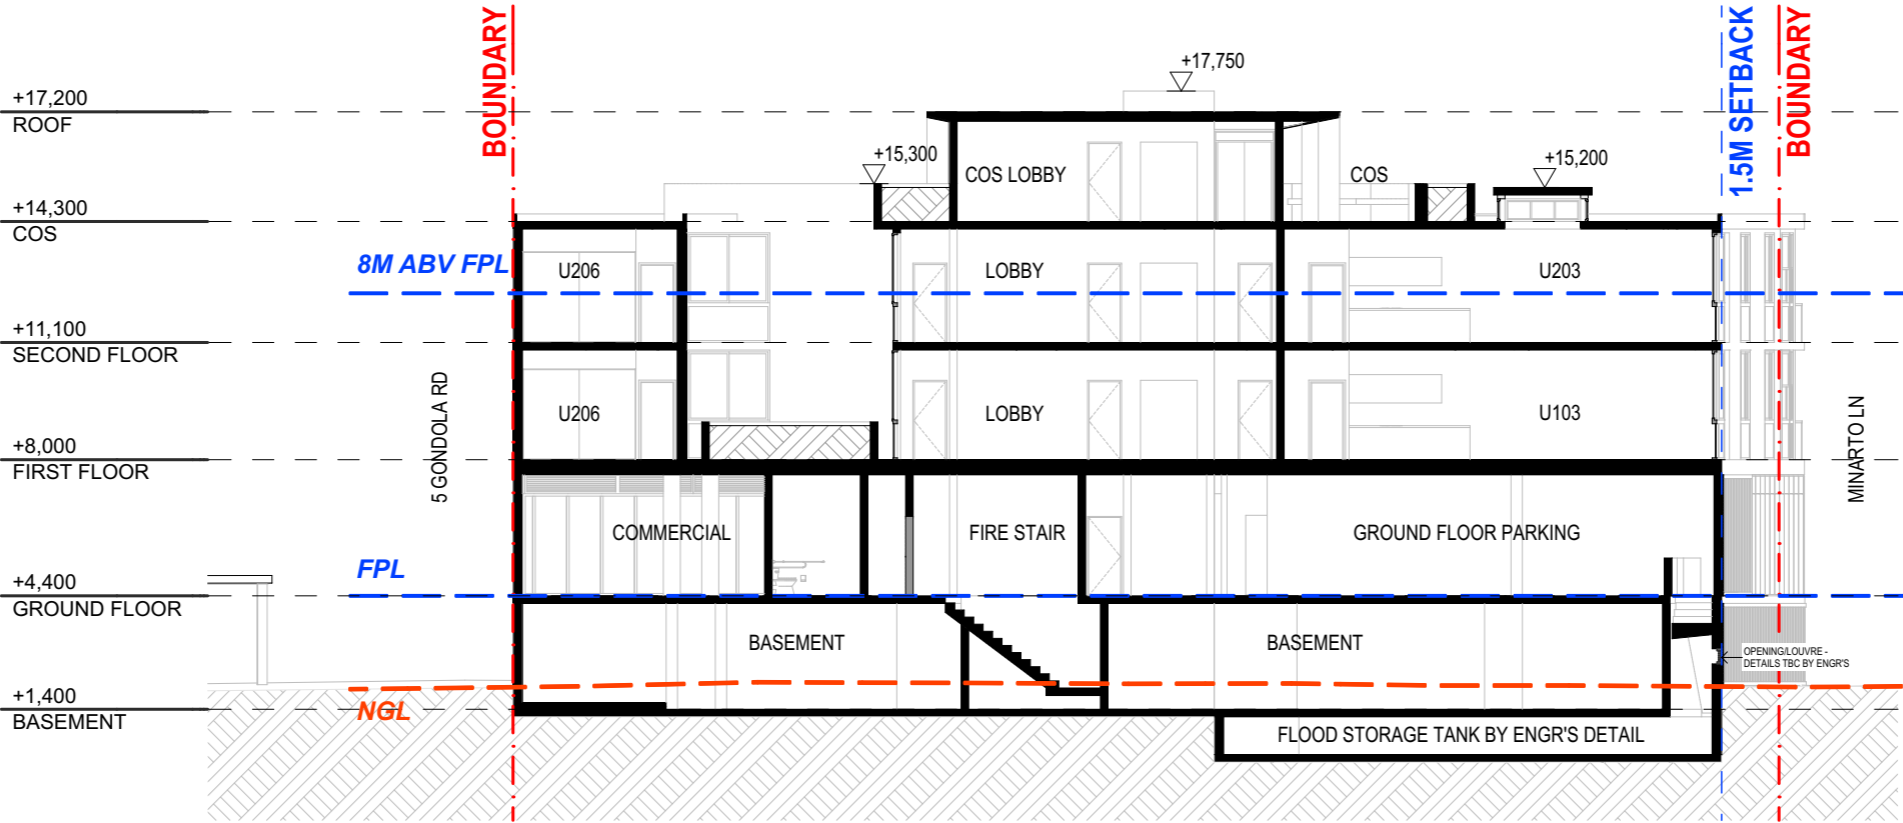 BOUNDARY
1.5M SETBACK
BOUNDARY
+17,750
+17,200
ROOF
+15,300
COS LOBBY
COS
+15,200
+14,300
COS
8M ABV FPL
U206
LOBBY
U203
+11,100
SECOND FLOOR
5 GONDOLA RD
U206
LOBBY
U103
MINARTO LN
+8,000
FIRST FLOOR
COMMERCIAL
FIRE STAIR
GROUND FLOOR PARKING
FPL
+4,400
GROUND FLOOR
BASEMENT
BASEMENT
OPENING/LOUVRE -
DETAILS TBC BY ENGR'S
+1,400
BASEMENT
NGL
FLOOD STORAGE TANK BY ENGR'S DETAIL